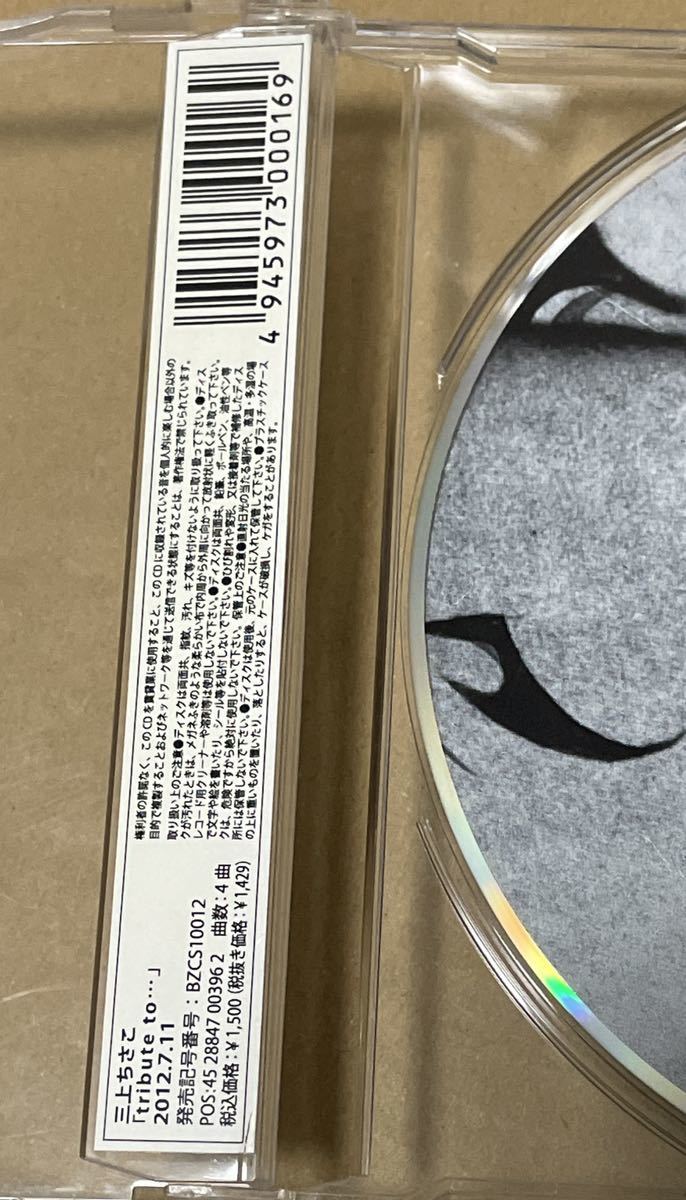 三上ちさこ
「tribute to…」
2012.7.11
発売記号番号：BZCS10012
POS:45 28847 00396 2　曲数：4曲
税込価格：¥1,500（税抜き価格：¥1,429）
権利者の許諾なく、このCDを賃貸業に使用すること、このCDに収録されている音を個人的に楽しむ場合以外の
目的で複製することおよびネットワーク等を通じて送信できる状態にすることは、著作権法で禁じられています。
取り扱い上のご注意●ディスクは両面共、指紋、汚れ、キズ等を付けないように取り扱って下さい。●ディス
クが汚れたときは、メガネふきのような柔らかい布で内周から外周に向かって放射状に軽くふき取って下さい。
レコード用クリーナーや溶剤等は使用しないで下さい。●ディスクは両面共、鉛筆、ボールペン、油性ペン等
で文字や絵を書いたり、シール等を貼付しないで下さい。●ひび割れや変形、又は接着剤等で補修したディス
クは、危険ですから絶対に使用しないで下さい。保管上のご注意●直射日光の当たる場所や、高温・多湿の場
所には保管しないで下さい。●ディスクは使用後、元のケースに入れて保管して下さい。●プラスチックケース
の上に重いものを置いたり、落としたりすると、ケースが破損し、ケガをすることがあります。
4 945973 000169